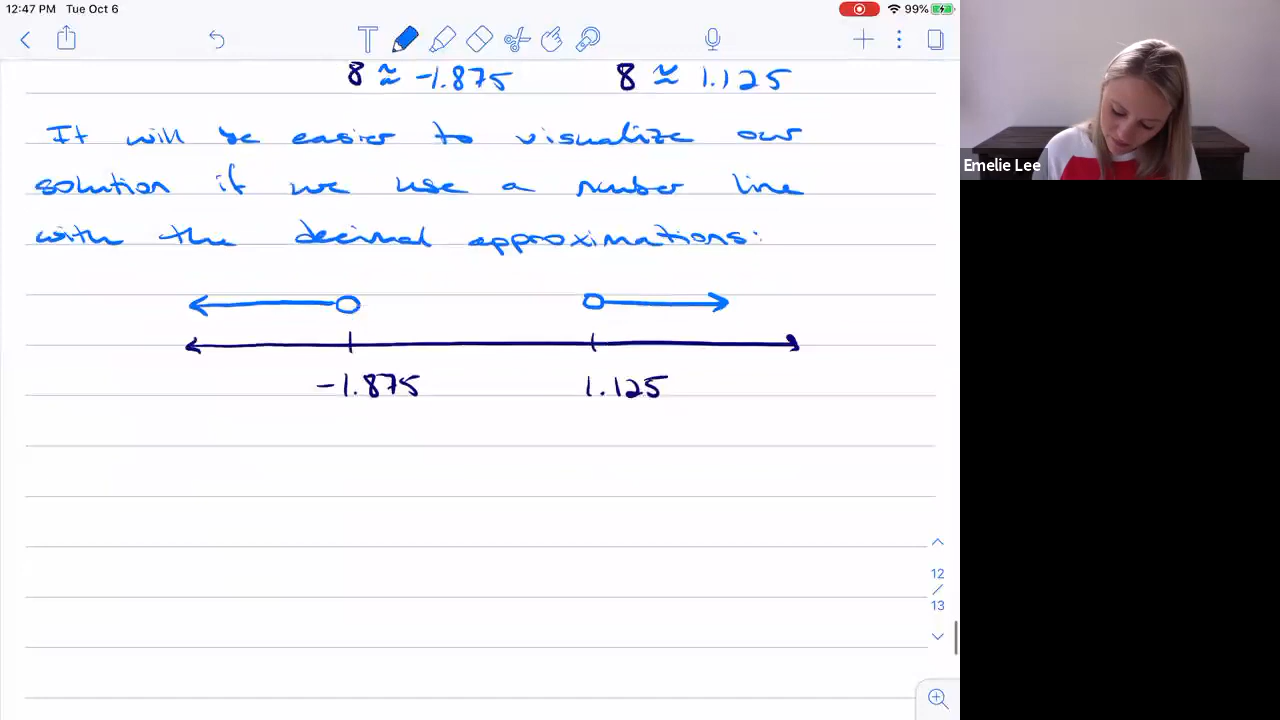 12:47 PM Tue Oct 6
99%
8 ≈ -1.875 8 ≈ 1.125
It will be easier to visualize our
solution if we use a number line
with the decimal approximations:
-1.875 1.125
12
/
13
Emelie Lee